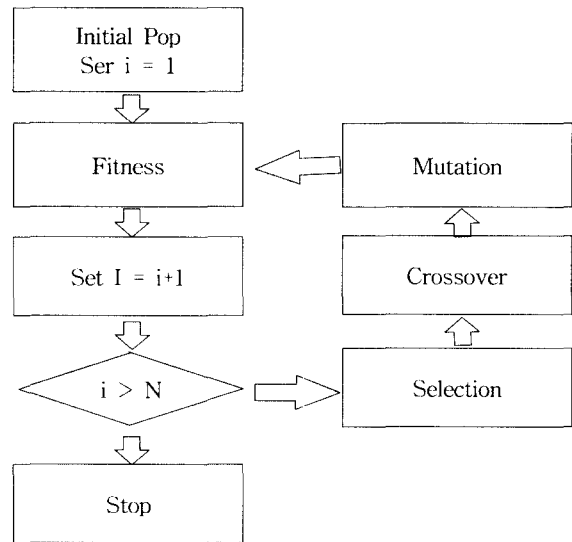 Initial Pop
Ser i = 1
Fitness
Mutation
Set I = i+1
Crossover
i > N
Selection
Stop